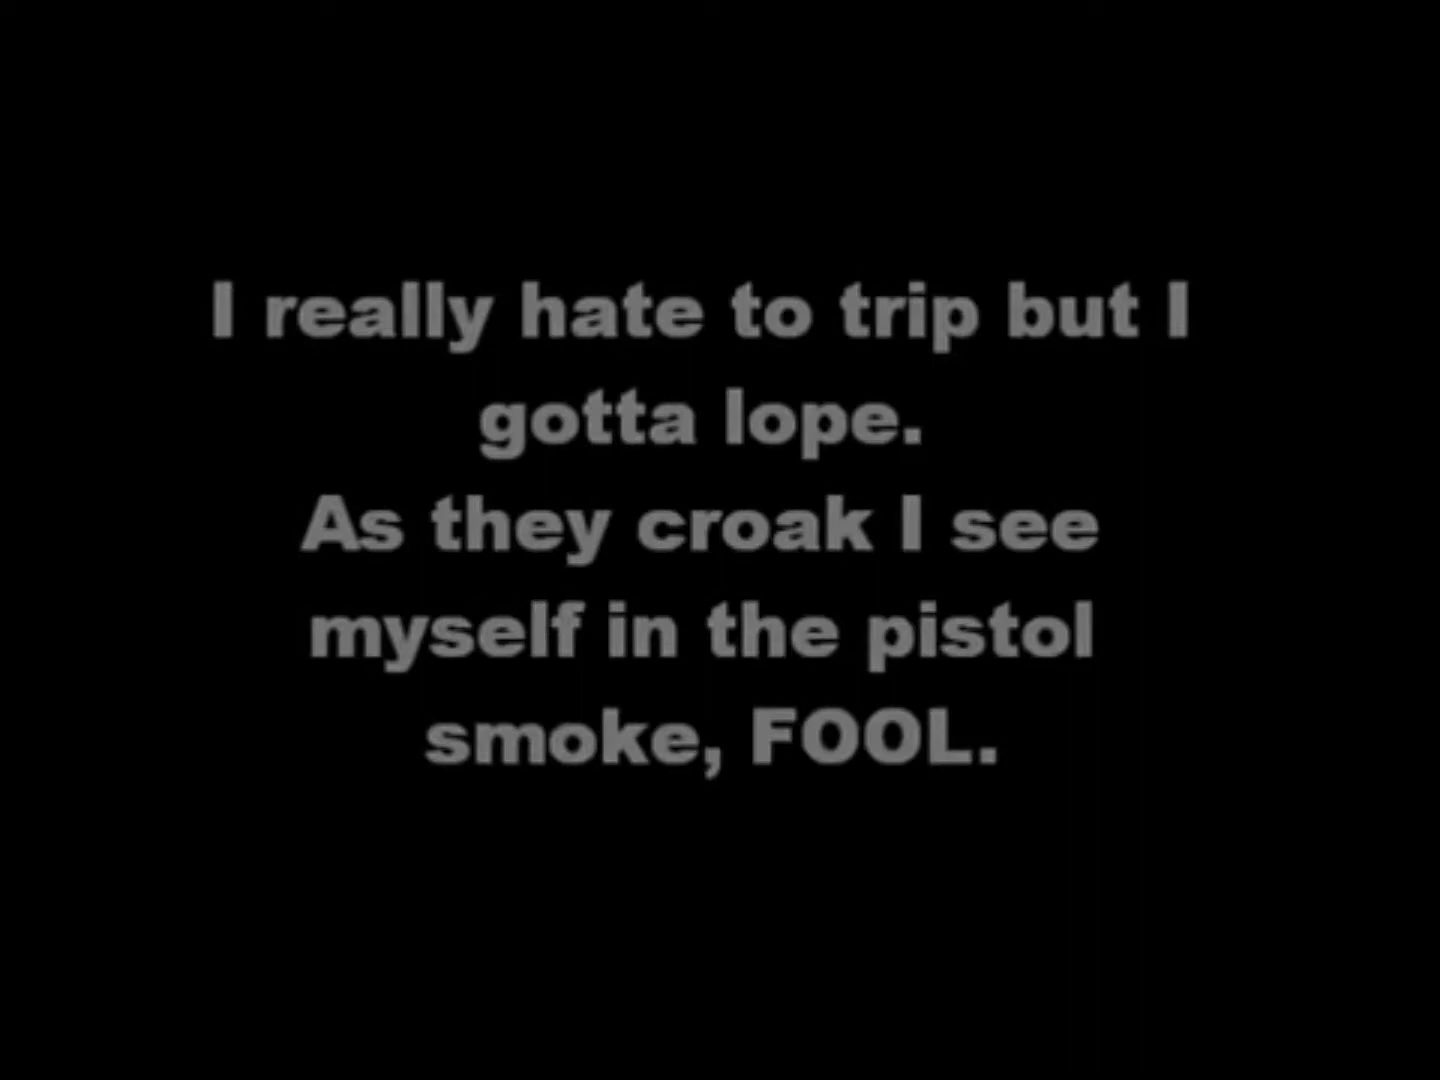 I really hate to trip but I
gotta lope.
As they croak I see
myself in the pistol
smoke, FOOL.